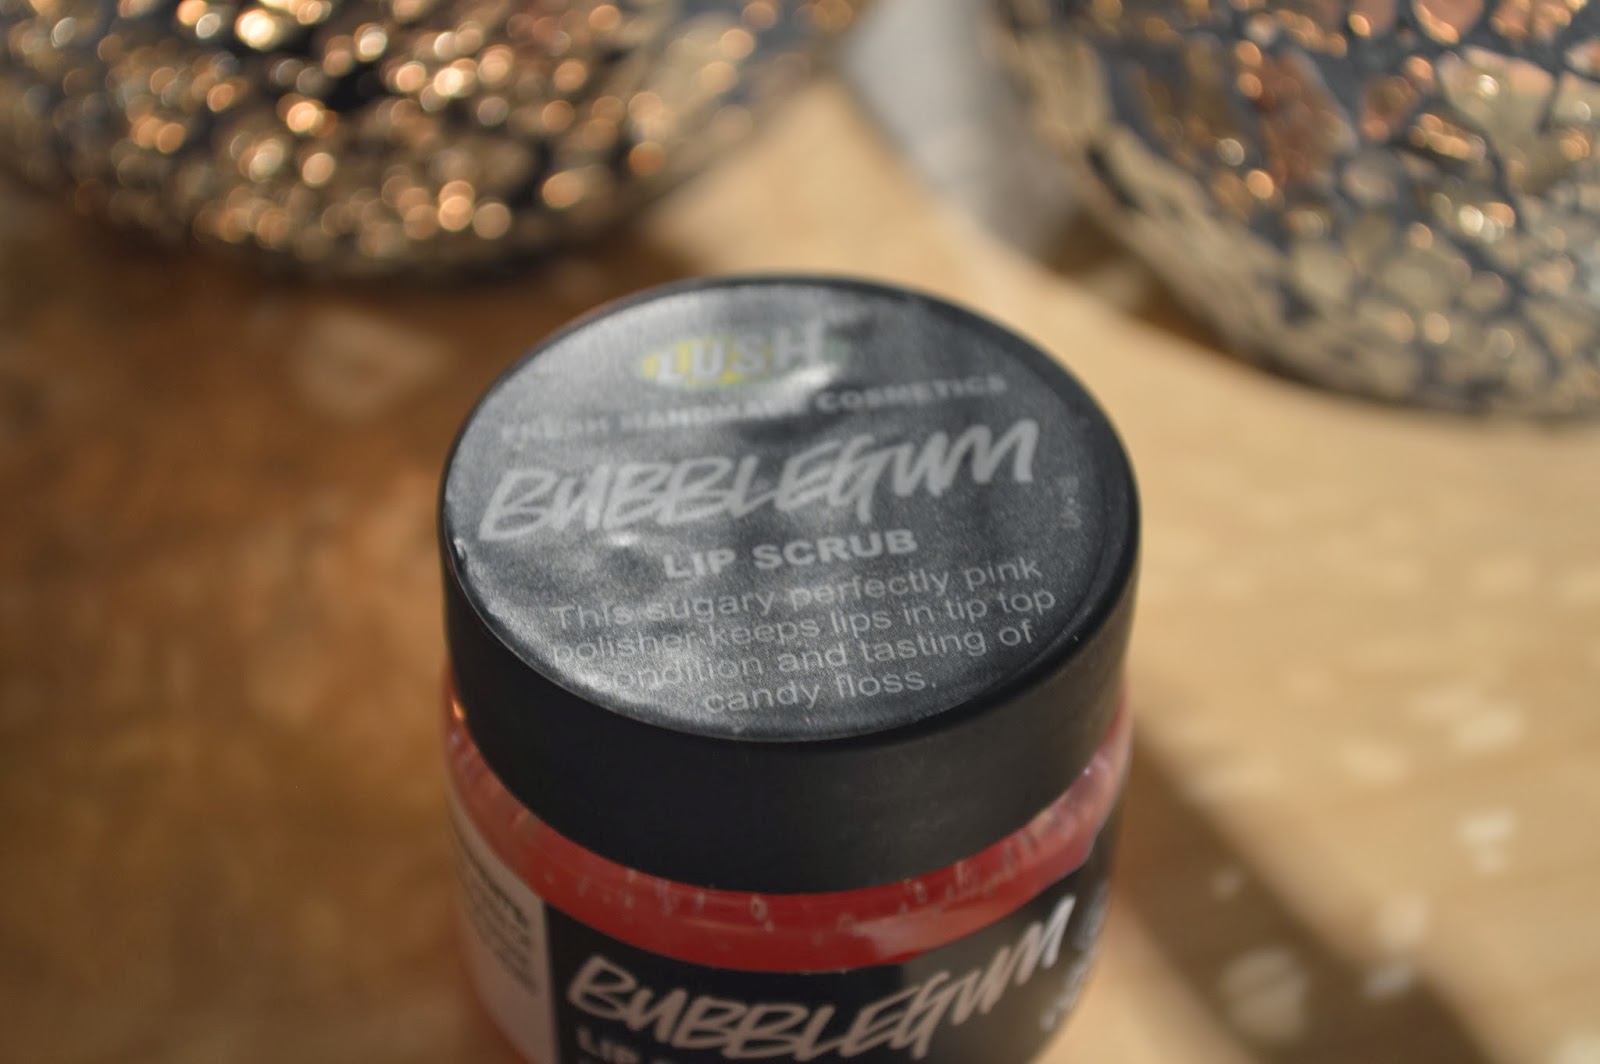 LUSH
FRESH HANDMADE COSMETICS
BUBBLEGUM
LIP SCRUB
This sugary perfectly pink
polisher keeps lips in tip top
condition and tasting of
candy floss.
BUBBLEGUM
LIP